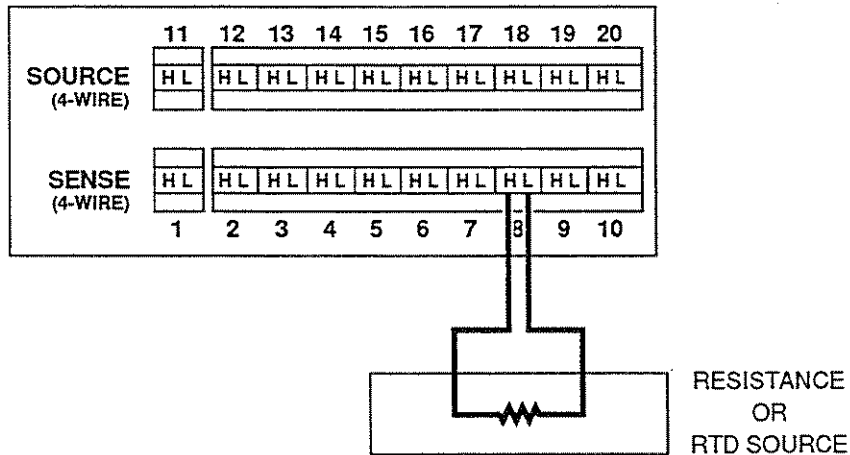 11 12 13 14 15 16 17 18 19 20
SOURCE H L H L H L H L H L H L H L H L H L H L
(4-WIRE)
SENSE H L H L H L H L H L H L H L H L H L H L
(4-WIRE)
1 2 3 4 5 6 7 8 9 10
RESISTANCE
OR
RTD SOURCE